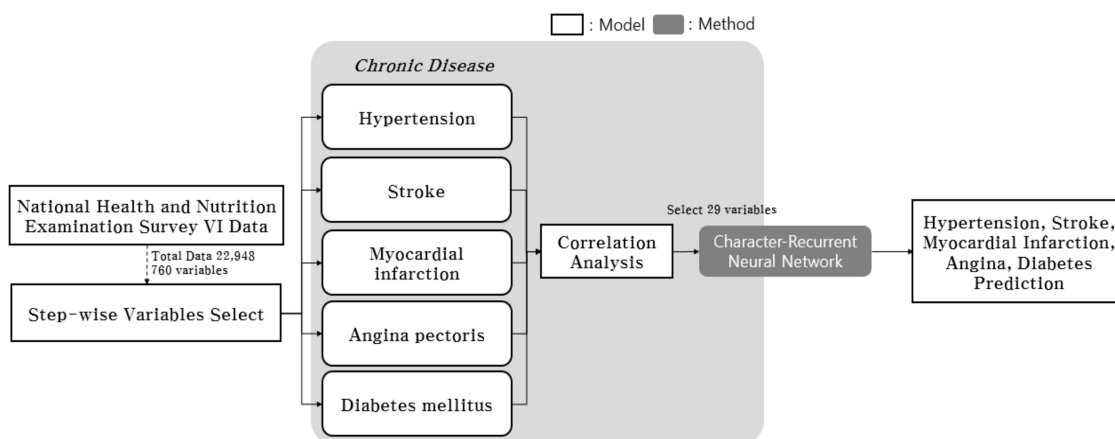 : Model
: Method
Chronic Disease
Hypertension
Stroke
Myocardial
infarction
Angina pectoris
Diabetes mellitus
National Health and Nutrition
Examination Survey VI Data
Total Data 22,948
760 variables
Step-wise Variables Select
Correlation
Analysis
Select 29 variables
Character-Recurrent
Neural Network
Hypertension, Stroke,
Myocardial Infarction,
Angina, Diabetes
Prediction